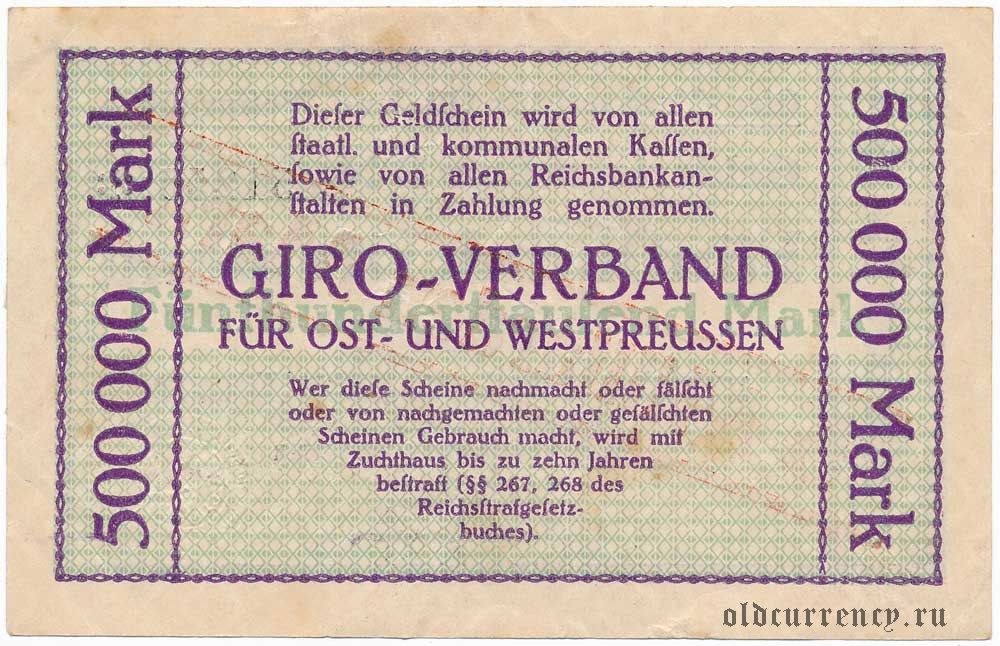 500 000 Mark
Dieſer Geldſchein wird von allen
ſtaatl. und kommunalen Kaſſen,
ſowie von allen Reichsbankan-
ſtalten in Zahlung genommen.
GIRO-VERBAND
Fünfhunderttauſend Mark
FÜR OST- UND WESTPREUSSEN
Wer dieſe Scheine nachmacht oder fälſcht
oder von nachgemachten oder gefälſchten
Scheinen Gebrauch macht, wird mit
Zuchthaus bis zu zehn Jahren
beſtraft (§§ 267, 268 des
Reichsſtrafgeſetz-
buches).
500 000 Mark
oldcurrency.ru